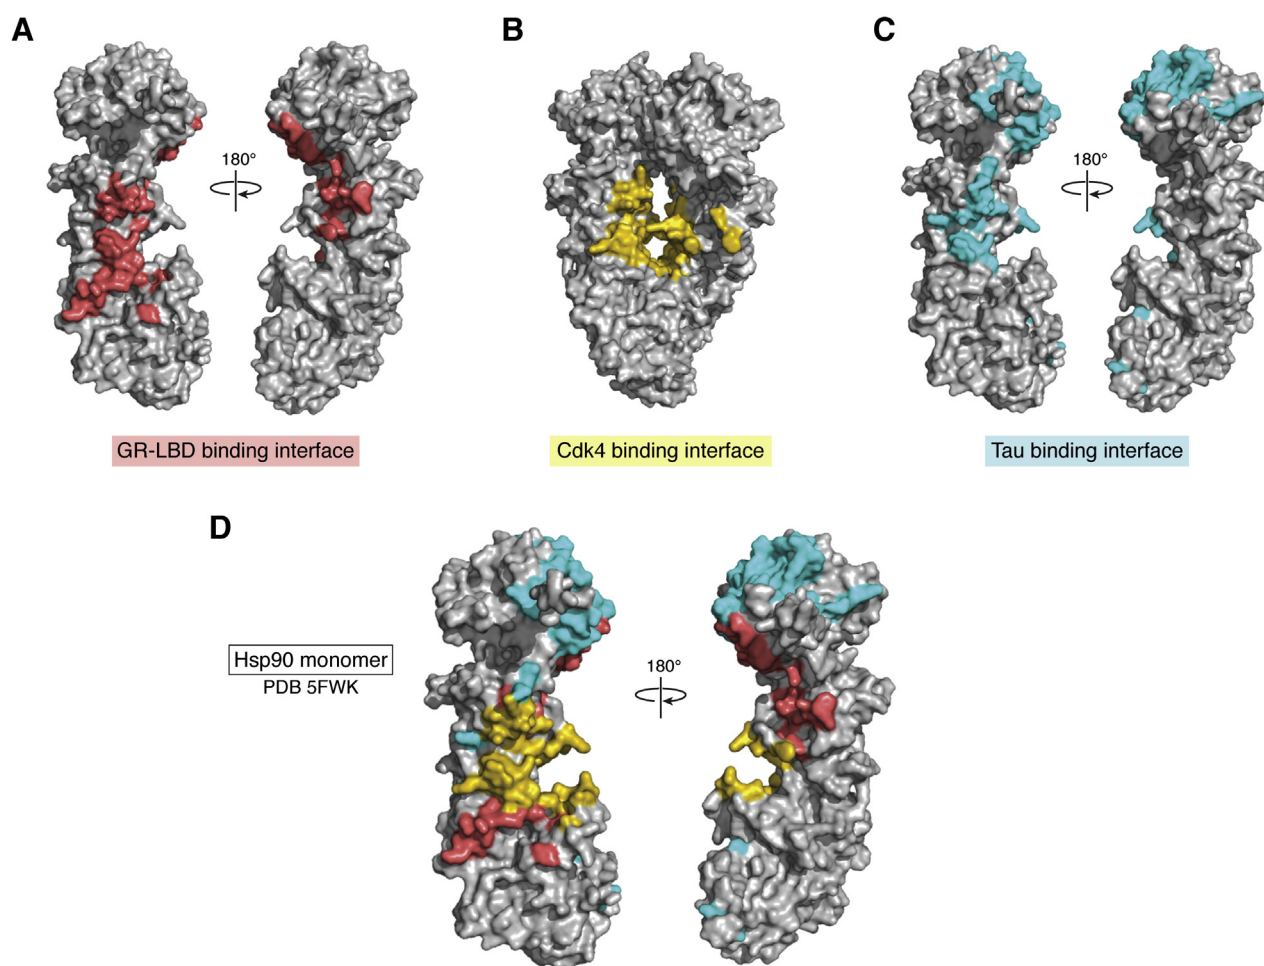 A
B
C
180°
180°
GR-LBD binding interface
Cdk4 binding interface
Tau binding interface
D
Hsp90 monomer
PDB 5FWK
180°